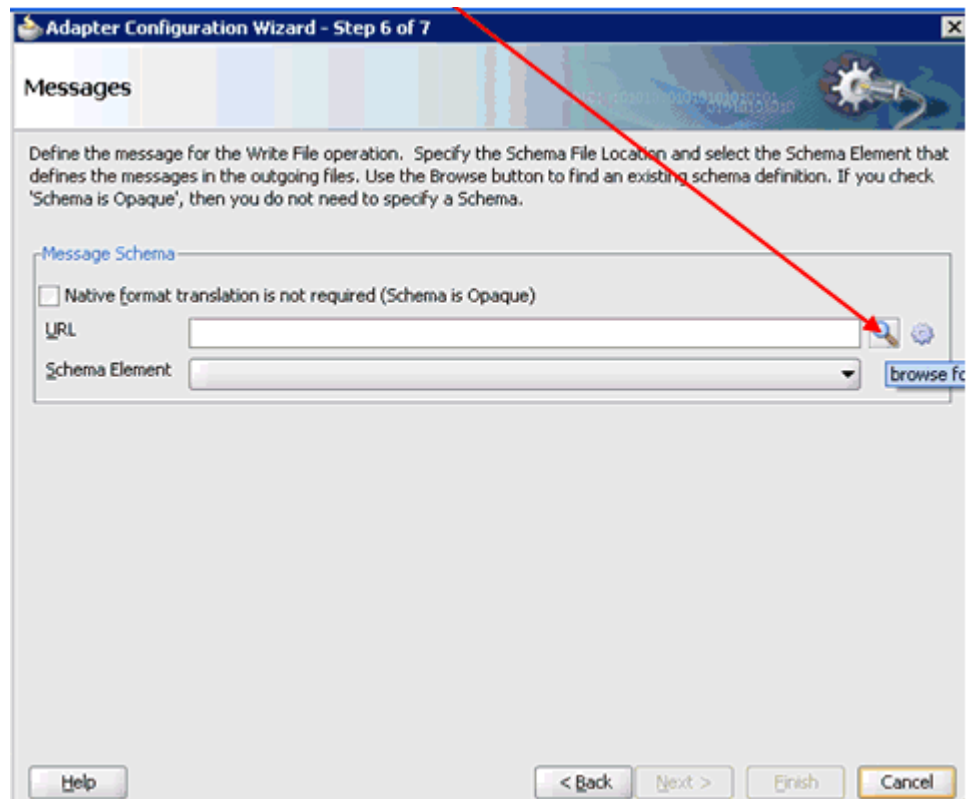 Adapter Configuration Wizard - Step 6 of 7
Messages
Define the message for the Write File operation. Specify the Schema File Location and select the Schema Element that
defines the messages in the outgoing files. Use the Browse button to find an existing schema definition. If you check
'Schema is Opaque', then you do not need to specify a Schema.
Message Schema
Native format translation is not required (Schema is Opaque)
URL
Schema Element
browse fo
Help
< Back
Next >
Finish
Cancel